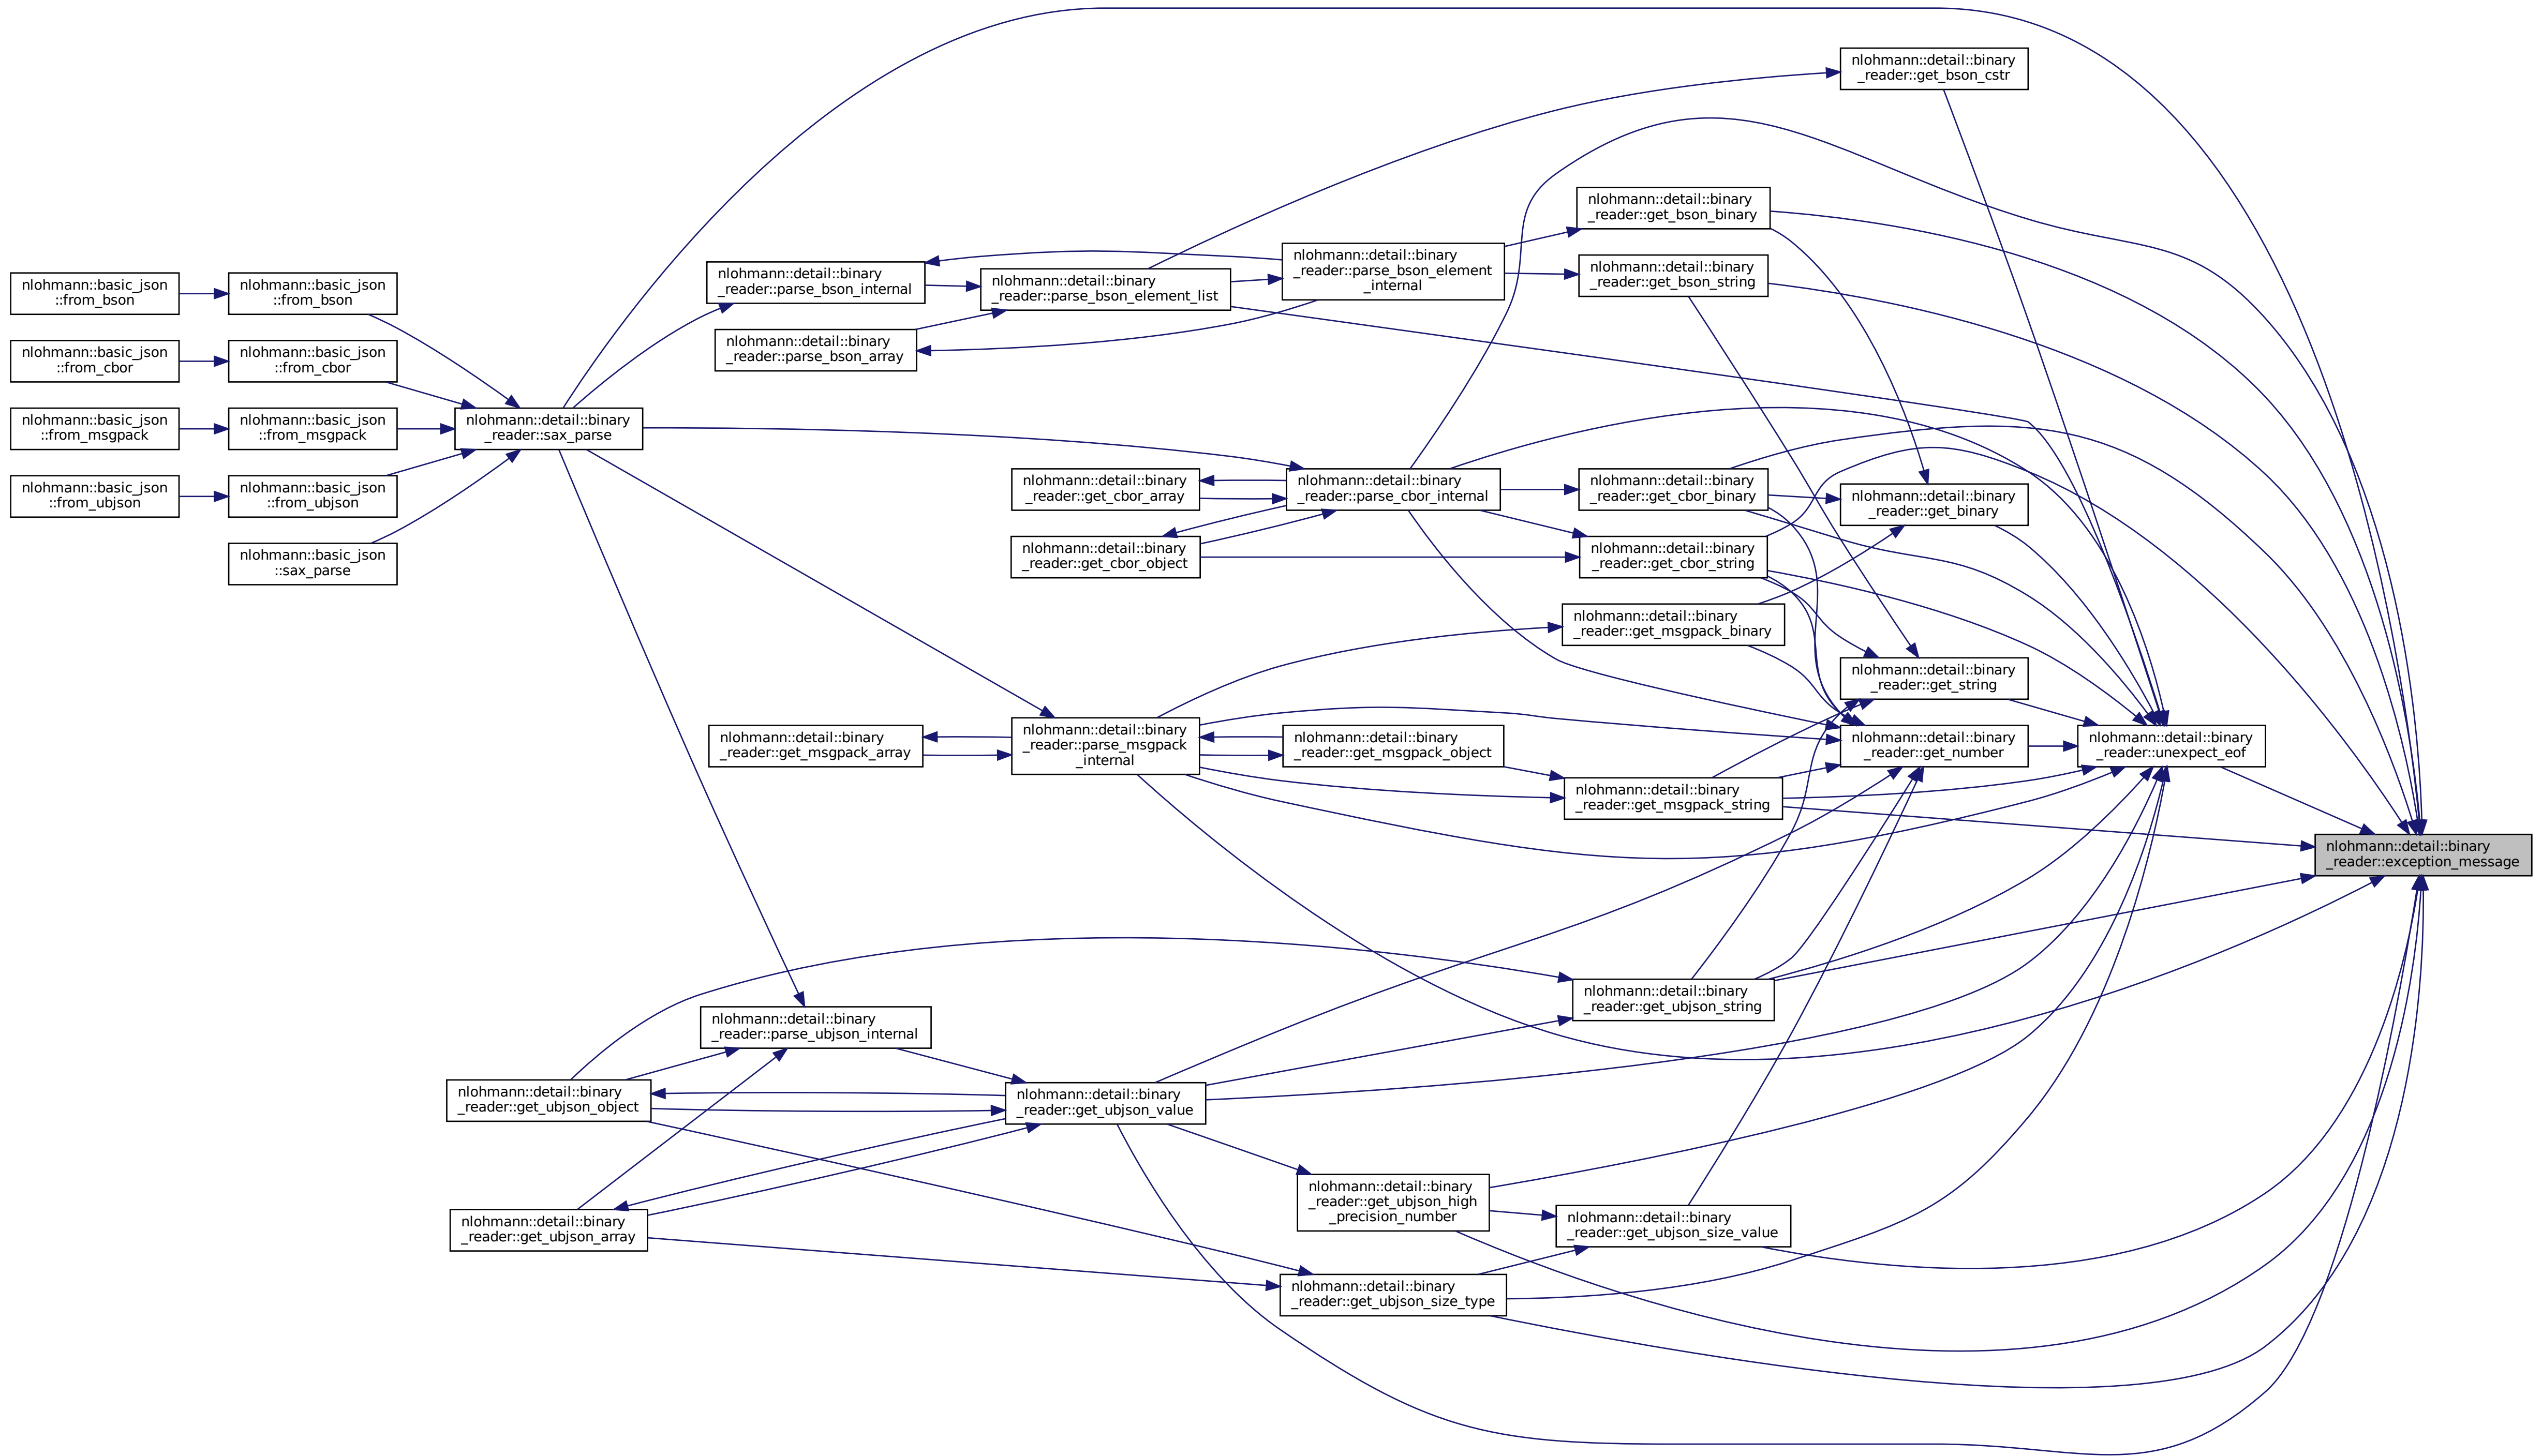 nlohmann::detail::binary
_reader::get_bson_cstr
nlohmann::detail::binary
_reader::get_bson_binary
nlohmann::detail::binary
_reader::parse_bson_element
_internal
nlohmann::detail::binary
_reader::get_bson_string
nlohmann::detail::binary
_reader::parse_bson_internal
nlohmann::detail::binary
_reader::parse_bson_element_list
nlohmann::basic_json
::from_bson
nlohmann::basic_json
::from_bson
nlohmann::detail::binary
_reader::parse_bson_array
nlohmann::basic_json
::from_cbor
nlohmann::basic_json
::from_cbor
nlohmann::basic_json
::from_msgpack
nlohmann::basic_json
::from_msgpack
nlohmann::detail::binary
_reader::sax_parse
nlohmann::basic_json
::from_ubjson
nlohmann::basic_json
::from_ubjson
nlohmann::detail::binary
_reader::get_cbor_array
nlohmann::detail::binary
_reader::parse_cbor_internal
nlohmann::detail::binary
_reader::get_cbor_binary
nlohmann::detail::binary
_reader::get_binary
nlohmann::basic_json
::sax_parse
nlohmann::detail::binary
_reader::get_cbor_object
nlohmann::detail::binary
_reader::get_cbor_string
nlohmann::detail::binary
_reader::get_msgpack_binary
nlohmann::detail::binary
_reader::get_string
nlohmann::detail::binary
_reader::get_msgpack_array
nlohmann::detail::binary
_reader::parse_msgpack
_internal
nlohmann::detail::binary
_reader::get_msgpack_object
nlohmann::detail::binary
_reader::get_number
nlohmann::detail::binary
_reader::unexpect_eof
nlohmann::detail::binary
_reader::get_msgpack_string
nlohmann::detail::binary
_reader::exception_message
nlohmann::detail::binary
_reader::get_ubjson_string
nlohmann::detail::binary
_reader::parse_ubjson_internal
nlohmann::detail::binary
_reader::get_ubjson_object
nlohmann::detail::binary
_reader::get_ubjson_value
nlohmann::detail::binary
_reader::get_ubjson_high
_precision_number
nlohmann::detail::binary
_reader::get_ubjson_array
nlohmann::detail::binary
_reader::get_ubjson_size_value
nlohmann::detail::binary
_reader::get_ubjson_size_type